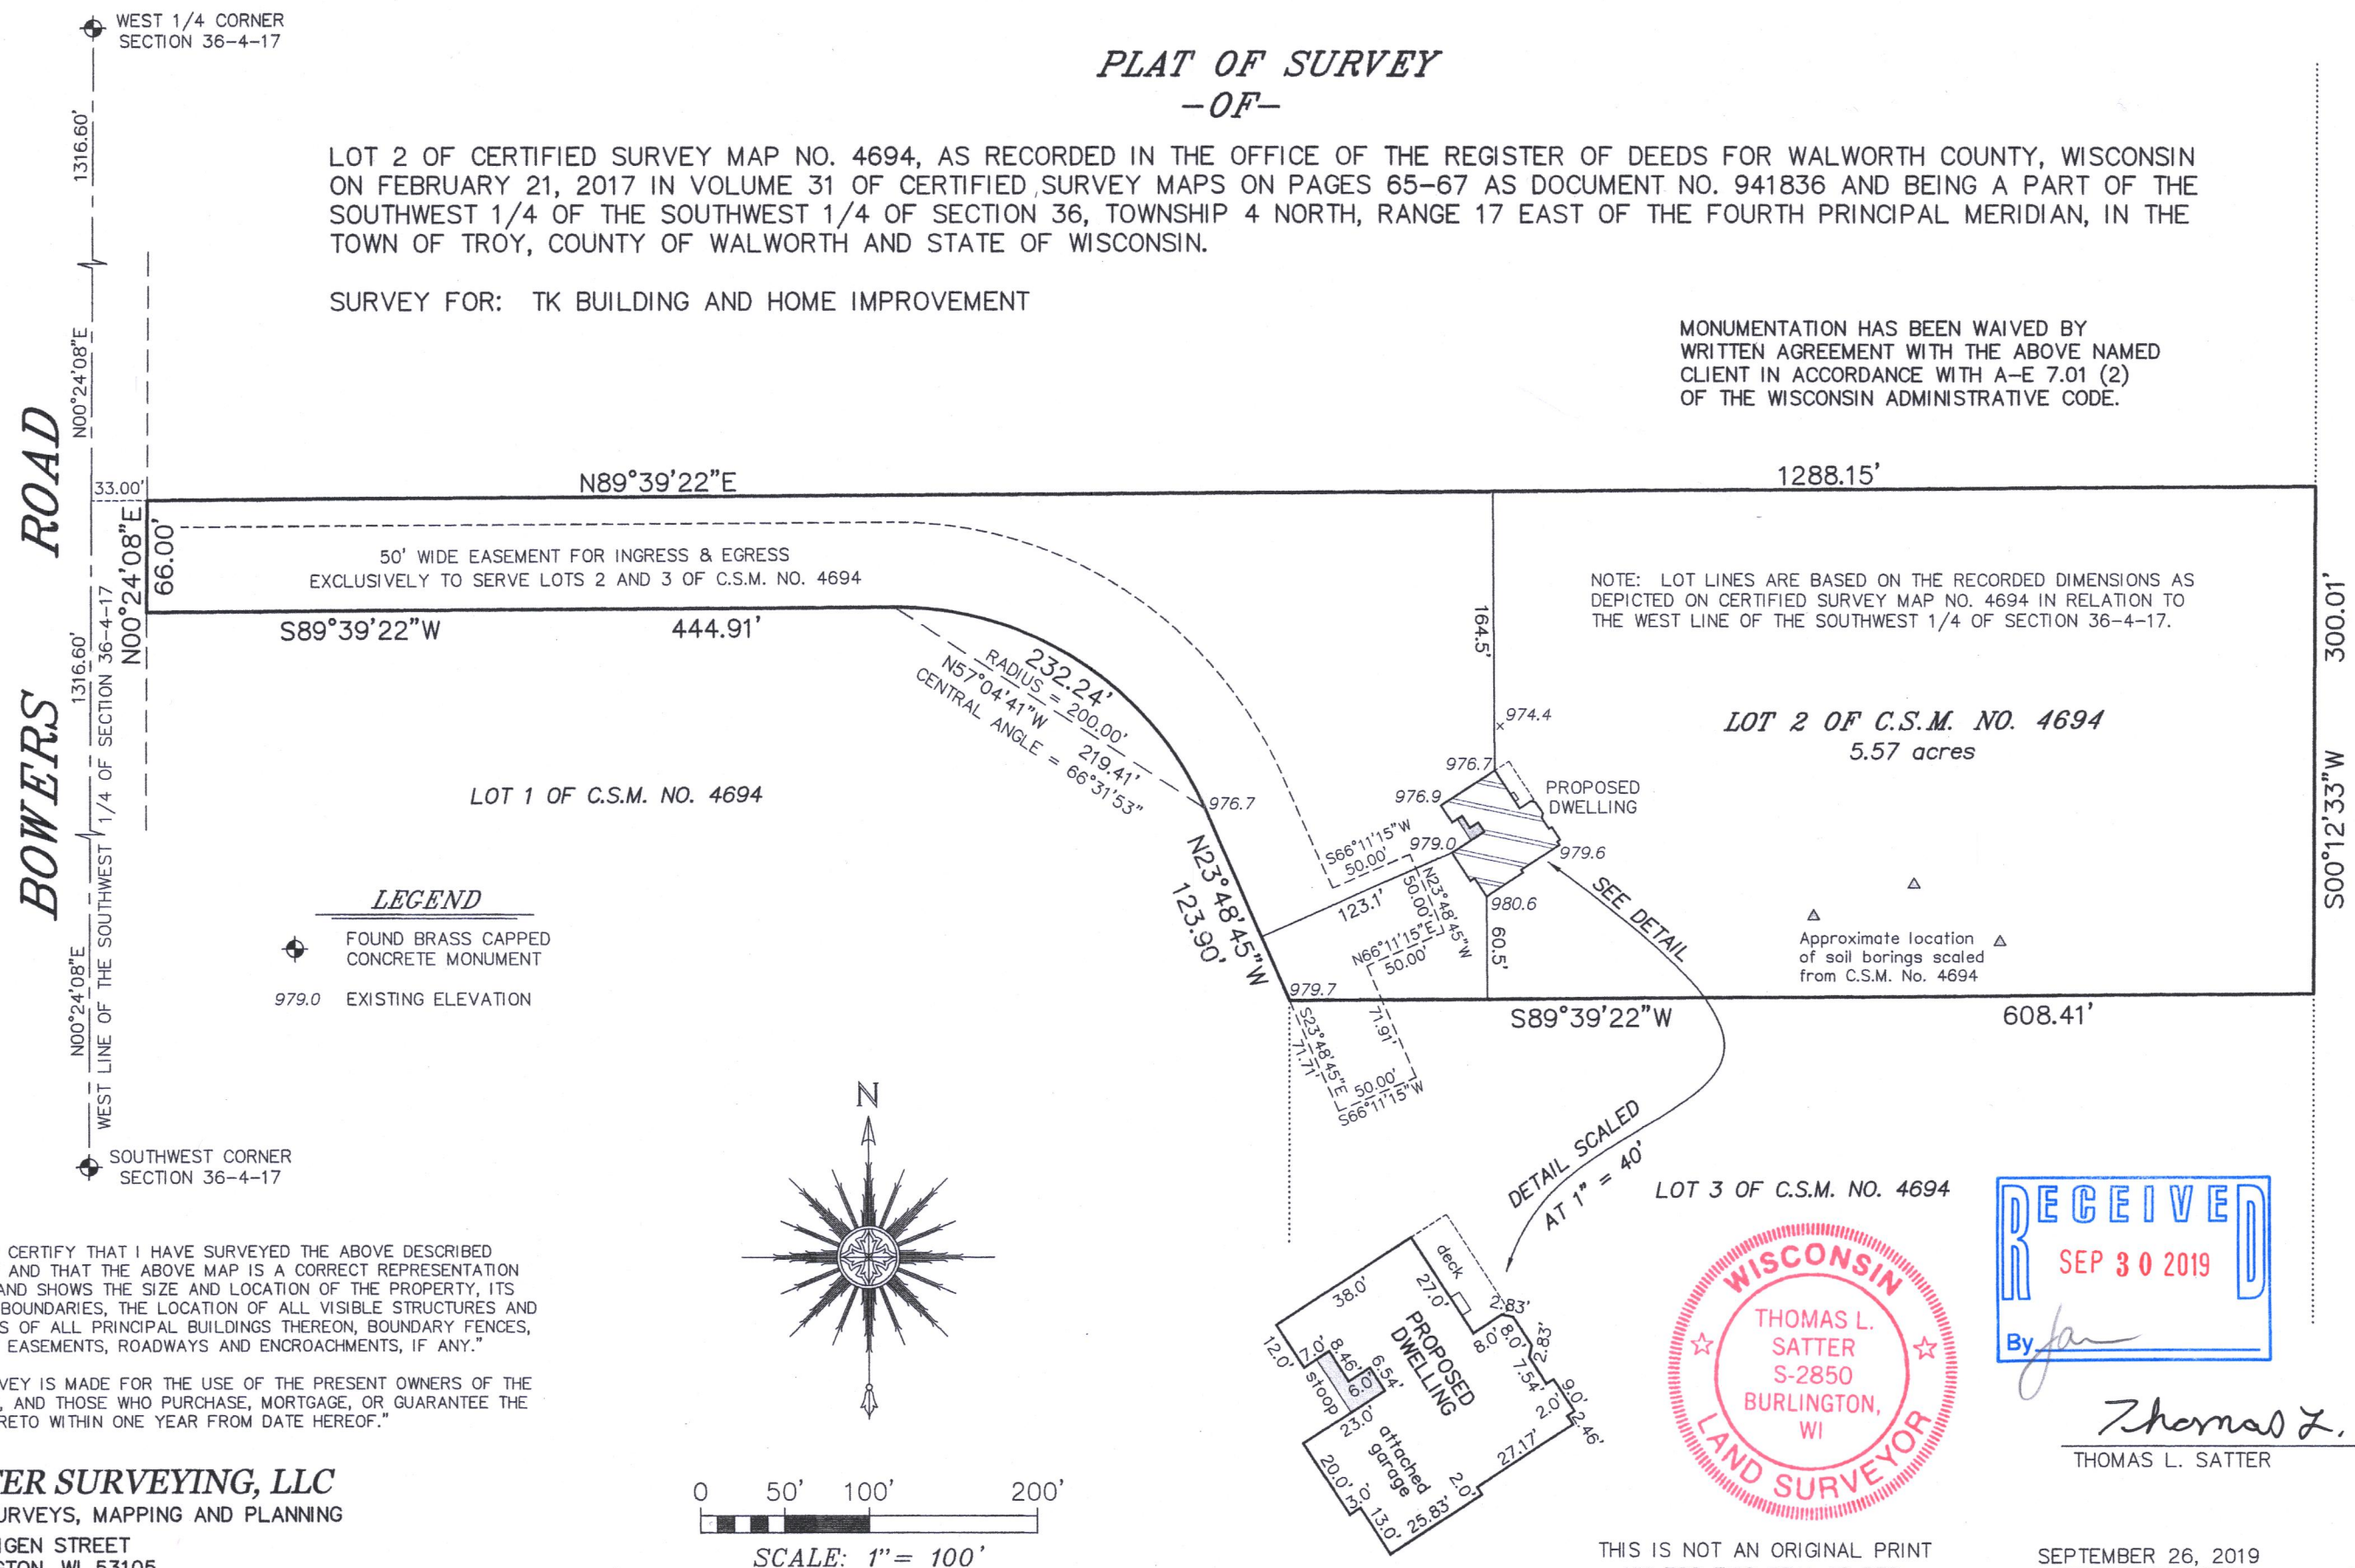 WEST 1/4 CORNER
SECTION 36-4-17
PLAT OF SURVEY
-OF-
LOT 2 OF CERTIFIED SURVEY MAP NO. 4694, AS RECORDED IN THE OFFICE OF THE REGISTER OF DEEDS FOR WALWORTH COUNTY, WISCONSIN
ON FEBRUARY 21, 2017 IN VOLUME 31 OF CERTIFIED SURVEY MAPS ON PAGES 65-67 AS DOCUMENT NO. 941836 AND BEING A PART OF THE
SOUTHWEST 1/4 OF THE SOUTHWEST 1/4 OF SECTION 36, TOWNSHIP 4 NORTH, RANGE 17 EAST OF THE FOURTH PRINCIPAL MERIDIAN, IN THE
TOWN OF TROY, COUNTY OF WALWORTH AND STATE OF WISCONSIN.
SURVEY FOR: TK BUILDING AND HOME IMPROVEMENT
MONUMENTATION HAS BEEN WAIVED BY
WRITTEN AGREEMENT WITH THE ABOVE NAMED
CLIENT IN ACCORDANCE WITH A-E 7.01 (2)
OF THE WISCONSIN ADMINISTRATIVE CODE.
1316.60'
N00°24'08"E
BOWERS ROAD
33.00'
N00°24'08"E
66.00'
1316.60'
N00°24'08"E
WEST LINE OF THE SOUTHWEST 1/4 OF SECTION 36-4-17
N89°39'22"E
1288.15'
50' WIDE EASEMENT FOR INGRESS & EGRESS
EXCLUSIVELY TO SERVE LOTS 2 AND 3 OF C.S.M. NO. 4694
S89°39'22"W
444.91'
232.24'
RADIUS = 200.00'
N57°04'41"W 219.41'
CENTRAL ANGLE = 66°31'53"
164.5'
NOTE: LOT LINES ARE BASED ON THE RECORDED DIMENSIONS AS
DEPICTED ON CERTIFIED SURVEY MAP NO. 4694 IN RELATION TO
THE WEST LINE OF THE SOUTHWEST 1/4 OF SECTION 36-4-17.
300.01'
S00°12'33"W
974.4
LOT 2 OF C.S.M. NO. 4694
5.57 acres
976.7
976.9
PROPOSED
DWELLING
LOT 1 OF C.S.M. NO. 4694
976.7
S66°11'15"W
50.00'
979.0
979.6
N23°48'45"W
123.90'
123.1'
N23°48'45"W
50.00'
980.6
SEE DETAIL
N66°11'15"E
50.00'
60.5'
Approximate location
of soil borings scaled
from C.S.M. No. 4694
LEGEND
FOUND BRASS CAPPED
CONCRETE MONUMENT
979.0 EXISTING ELEVATION
979.7
S89°39'22"W
608.41'
S23°48'45"E
71.71'
71.91'
50.00'
S66°11'15"W
N
SOUTHWEST CORNER
SECTION 36-4-17
DETAIL SCALED
AT 1" = 40'
LOT 3 OF C.S.M. NO. 4694
CERTIFY THAT I HAVE SURVEYED THE ABOVE DESCRIBED
AND THAT THE ABOVE MAP IS A CORRECT REPRESENTATION
AND SHOWS THE SIZE AND LOCATION OF THE PROPERTY, ITS
BOUNDARIES, THE LOCATION OF ALL VISIBLE STRUCTURES AND
S OF ALL PRINCIPAL BUILDINGS THEREON, BOUNDARY FENCES,
EASEMENTS, ROADWAYS AND ENCROACHMENTS, IF ANY."
VEY IS MADE FOR THE USE OF THE PRESENT OWNERS OF THE
, AND THOSE WHO PURCHASE, MORTGAGE, OR GUARANTEE THE
RETO WITHIN ONE YEAR FROM DATE HEREOF."
TER SURVEYING, LLC
URVEYS, MAPPING AND PLANNING
IGEN STREET
GTON, WI 53105
0 50' 100' 200'
SCALE: 1" = 100'
deck
38.0'
27.0'
2.83'
8.0'
8.0'
2.83'
PROPOSED
DWELLING
12.0'
7.0'
8.46'
6.54'
6.0'
stoop
7.54'
9.0'
2.0'
2.46'
23.0'
attached
garage
27.17'
20.0'
2.0'
3.0'
13.0'
25.83'
WISCONSIN
THOMAS L.
SATTER
S-2850
BURLINGTON,
WI
LAND SURVEYOR
RECEIVED
SEP 30 2019
By
Thomas L.
THOMAS L. SATTER
THIS IS NOT AN ORIGINAL PRINT
SEPTEMBER 26, 2019